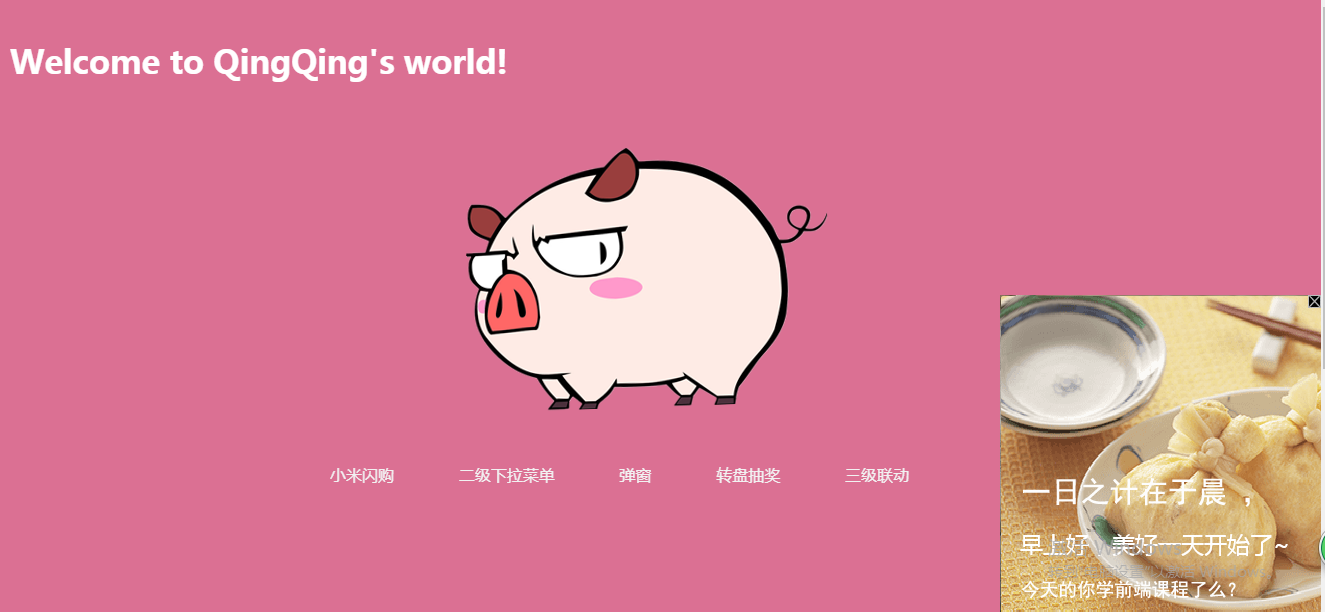 Welcome to QingQing's world!
小米闪购
二级下拉菜单
弹窗
转盘抽奖
三级联动
一日之计在于晨，
早上好 美好一天开始了~
今天的你学前端课程了么？